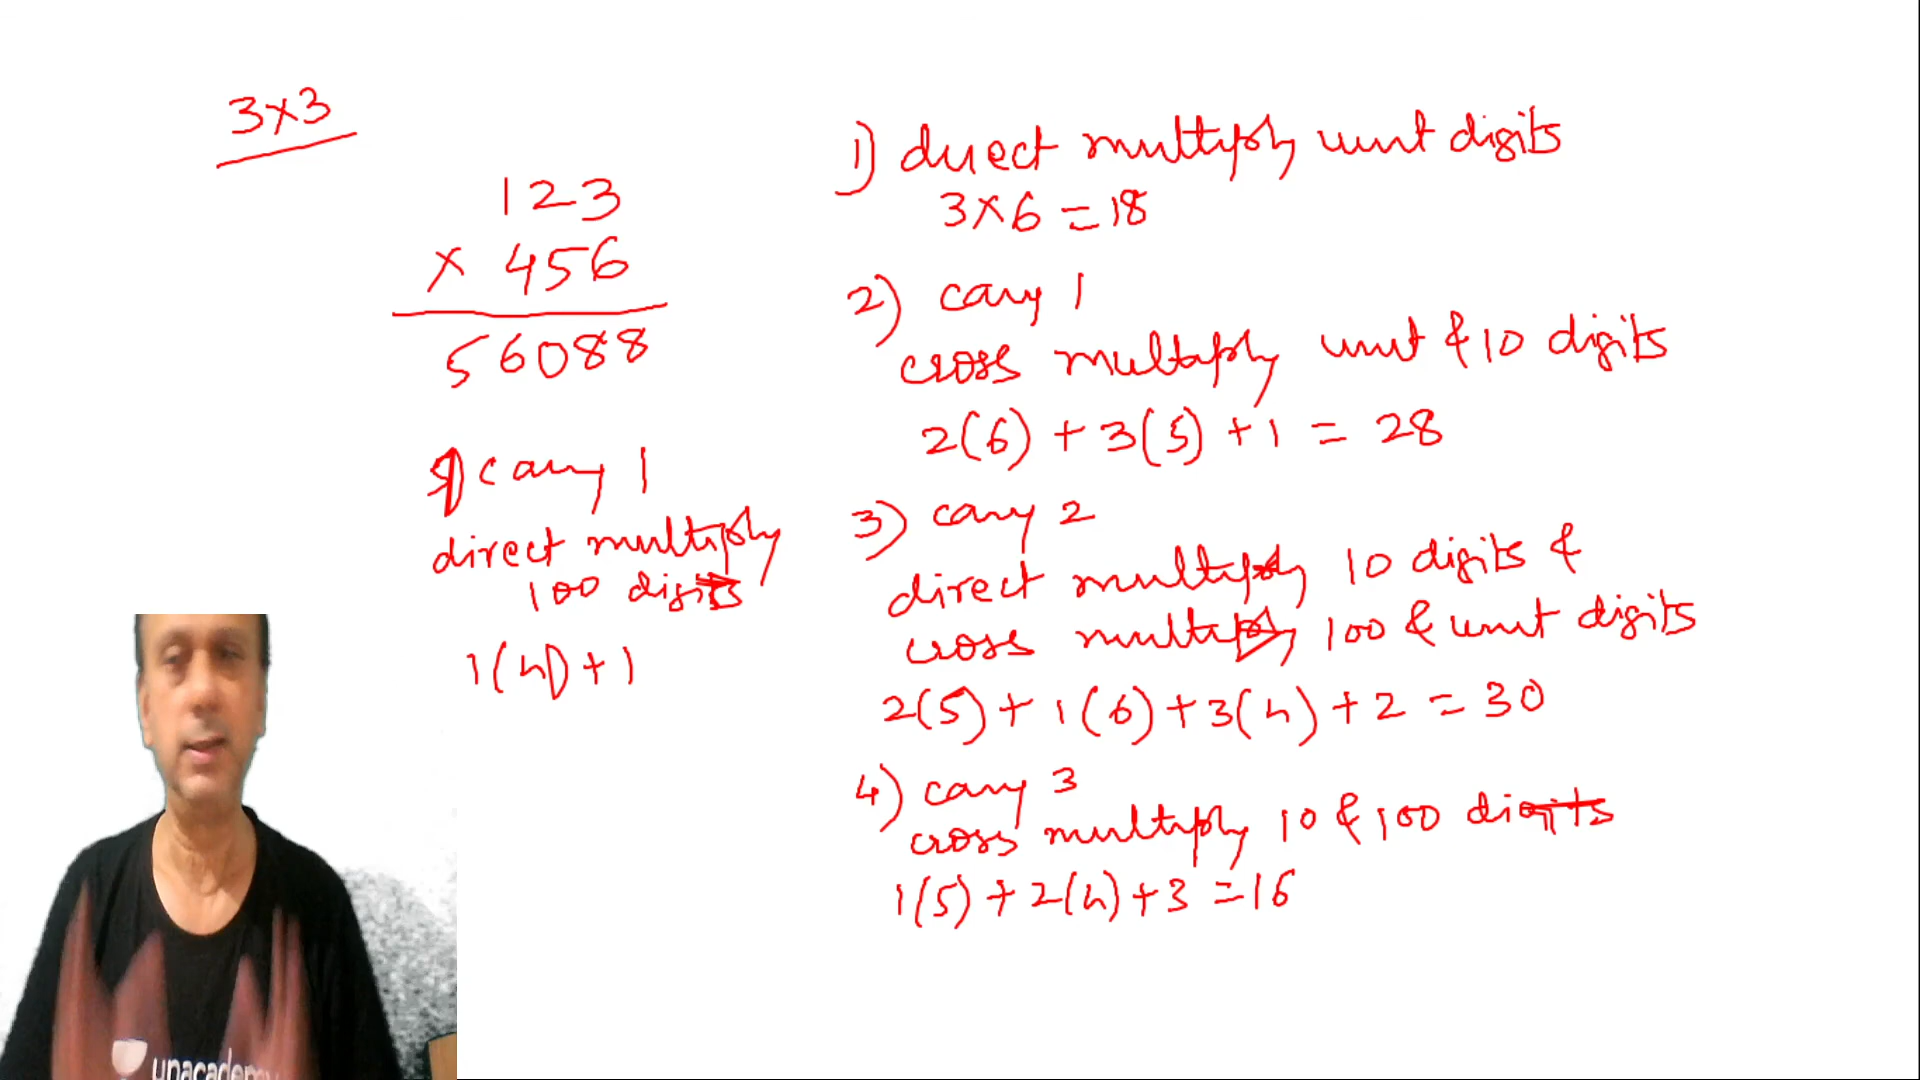 3x3
123
x 456
56088
5) carry 1
direct multiply
100 digits
1(4)+1
1) direct multiply unit digits
3x6=18
2) carry 1
cross multiply unit & 10 digits
2(6) + 3(5) + 1 = 28
3) carry 2
direct multiply 10 digits &
cross multiply 100 & unit digits
2(5) + 1(6) + 3(4) + 2 = 30
4) carry 3
cross multiply 10 & 100 digits
1(5) + 2(4) + 3 = 16
unacademy